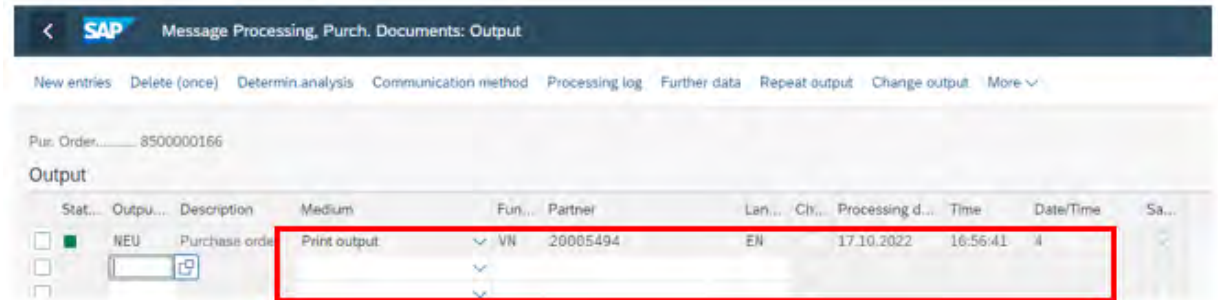 SAP Message Processing, Purch. Documents: Output
New entries Delete (once) Determin.analysis Communication method Processing log Further data Repeat output Change output More
Pur. Order.......... 8500000166
Output
Stat... Outpu... Description Medium Fun... Partner Lan... Ch... Processing d... Time Date/Time Sa...
NEU Purchase orde Print output VN 20005494 EN 17.10.2022 16:56:41 4